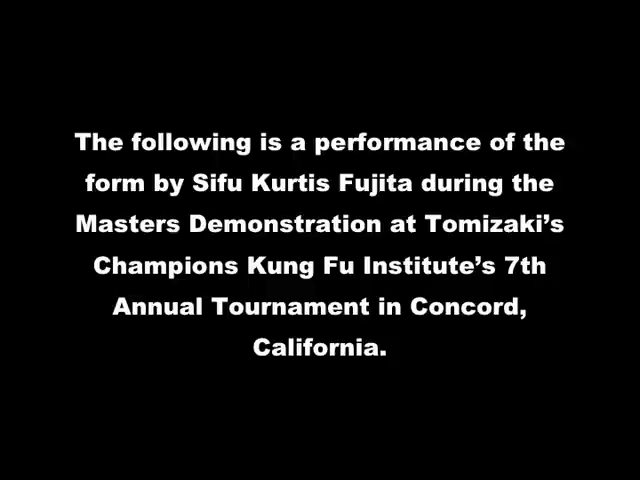 The following is a performance of the
form by Sifu Kurtis Fujita during the
Masters Demonstration at Tomizaki’s
Champions Kung Fu Institute’s 7th
Annual Tournament in Concord,
California.